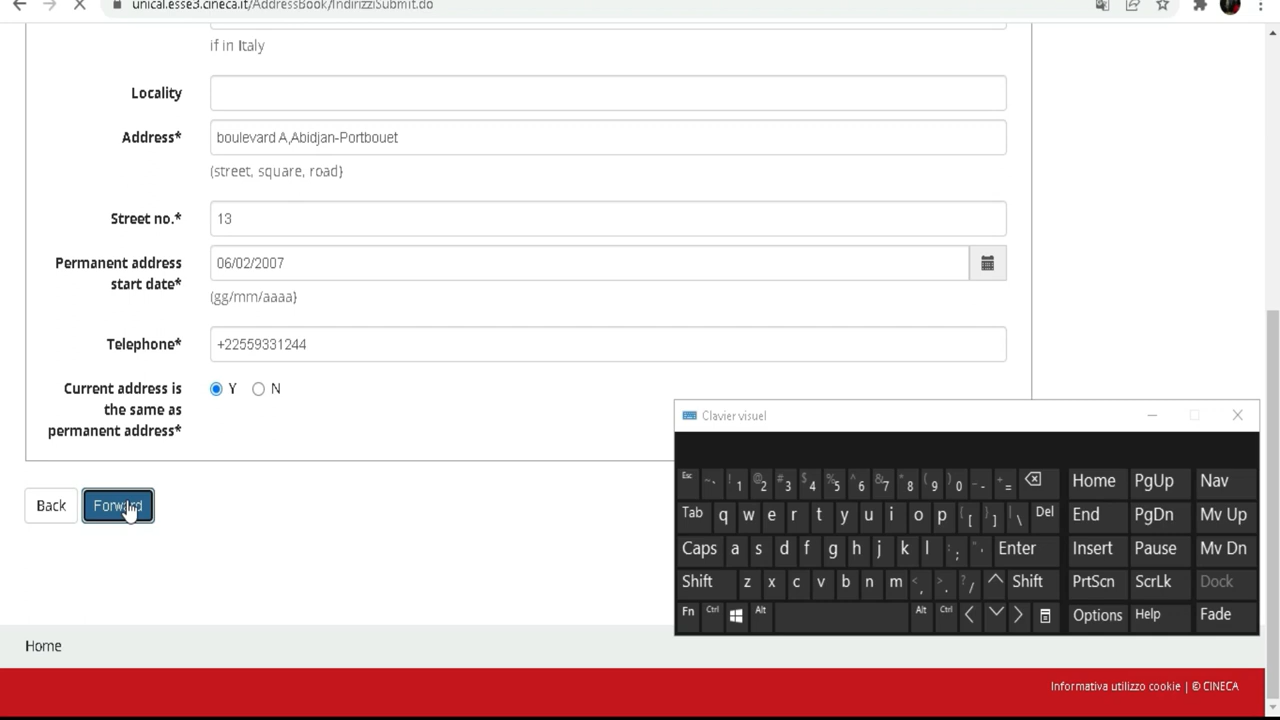 unical.esse3.cineca.it/AddressBook/IndirizziSubmit.do
if in Italy
Locality
Address* boulevard A,Abidjan-Portbouet
(street, square, road}
Street no.* 13
Permanent address
start date* 06/02/2007
(gg/mm/aaaa}
Telephone* +22559331244
Current address is
the same as
permanent address* Y N
Back Forward
Clavier visuel
Esc ~ ` ! 1 @ 2 # 3 $ 4 % 5 ^ 6 & 7 * 8 ( 9 ) 0 _ - + = Home PgUp Nav
Tab q w e r t y u i o p { [ } ] | \ Del End PgDn Mv Up
Caps a s d f g h j k l : ; " ' Enter Insert Pause Mv Dn
Shift z x c v b n m < , > . ? / Shift PrtScn ScrLk Dock
Fn Ctrl Alt Alt Ctrl Options Help Fade
Home
Informativa utilizzo cookie | © CINECA